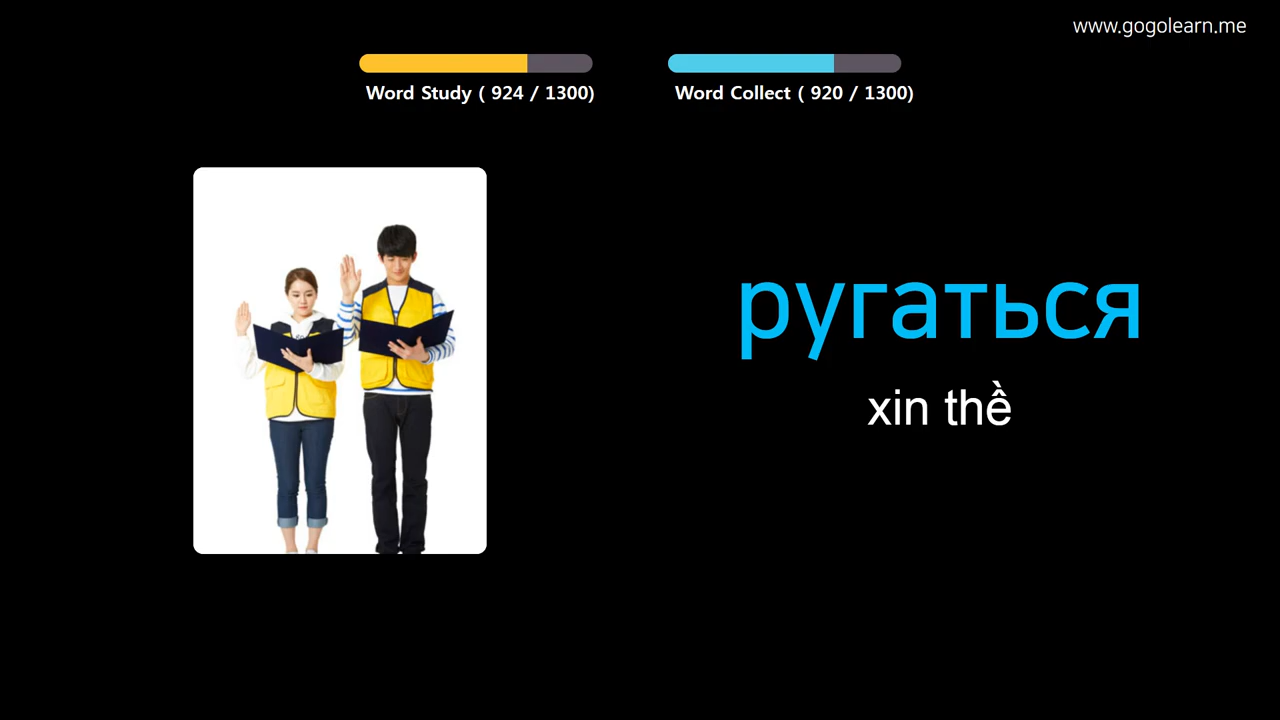 www.gogolearn.me
Word Study ( 924 / 1300)
Word Collect ( 920 / 1300)
ругаться
xin thề